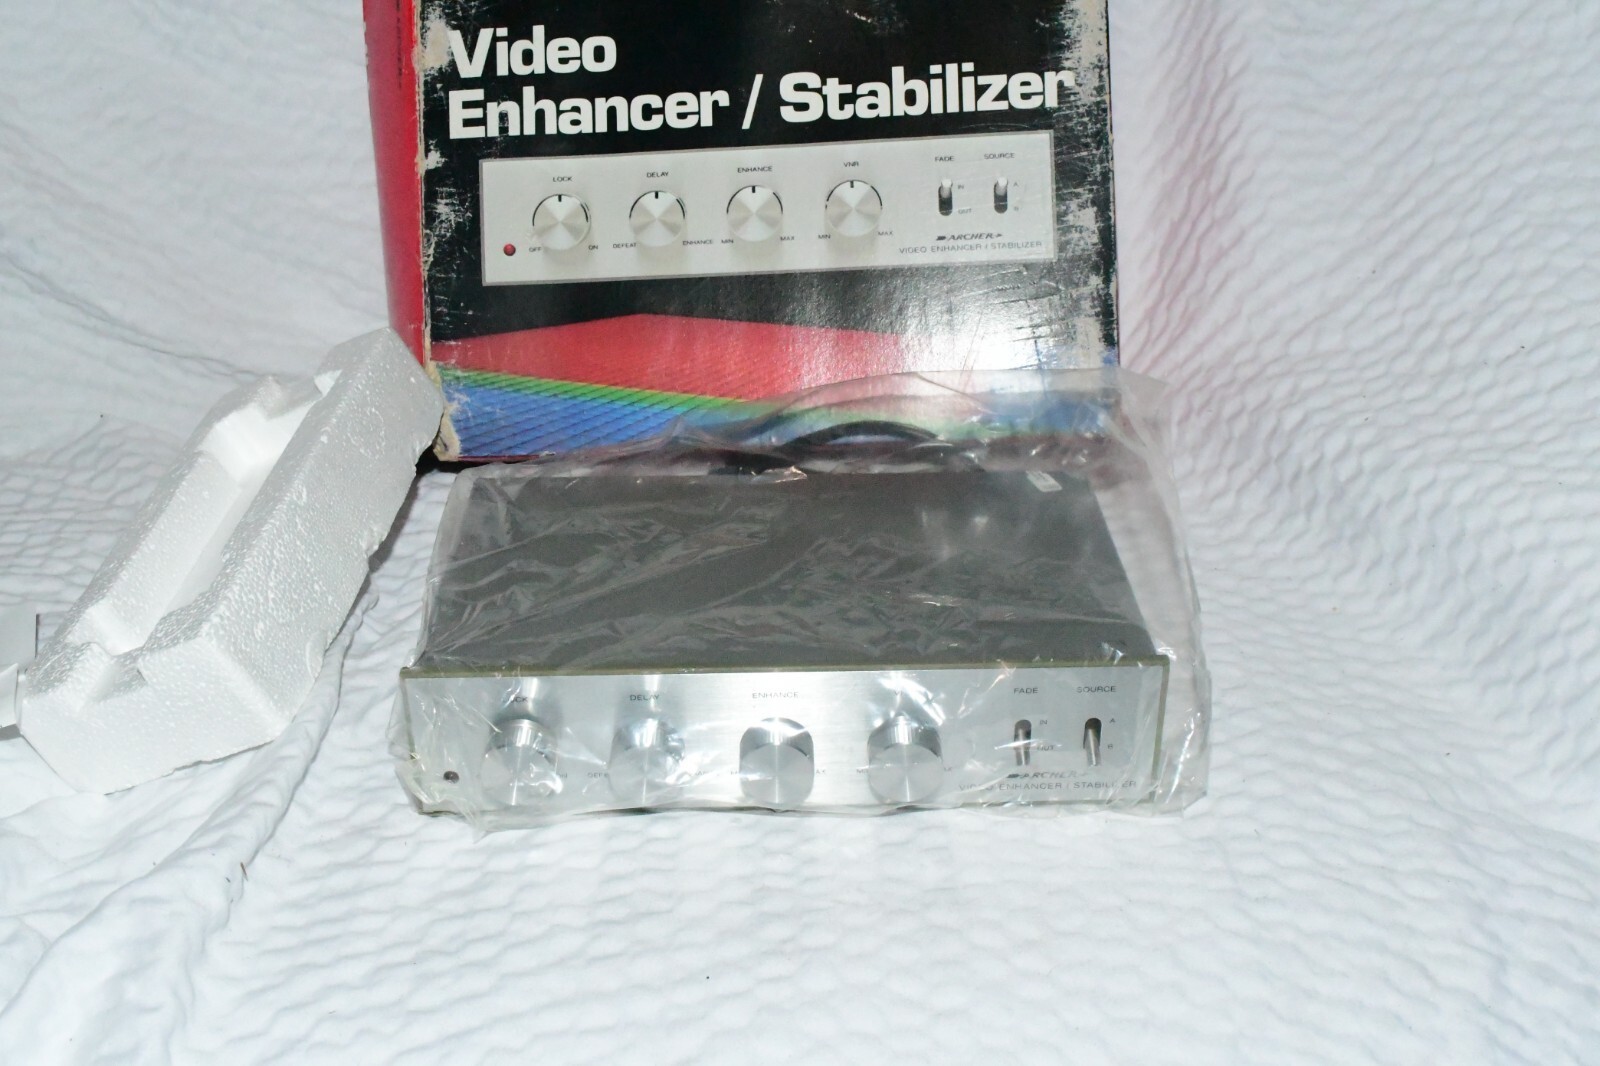 Video
Enhancer / Stabilizer
LOCK
DELAY
ENHANCE
VNR
FADE
SOURCE
IN
OUT
A
B
OFF
ON
DEFEAT
ENHANCE
MIN
MAX
MIN
MAX
ARCHER
VIDEO ENHANCER / STABILIZER
DELAY
ENHANCE
FADE
SOURCE
IN
OUT
A
B
ARCHER
VIDEO ENHANCER / STABILIZER